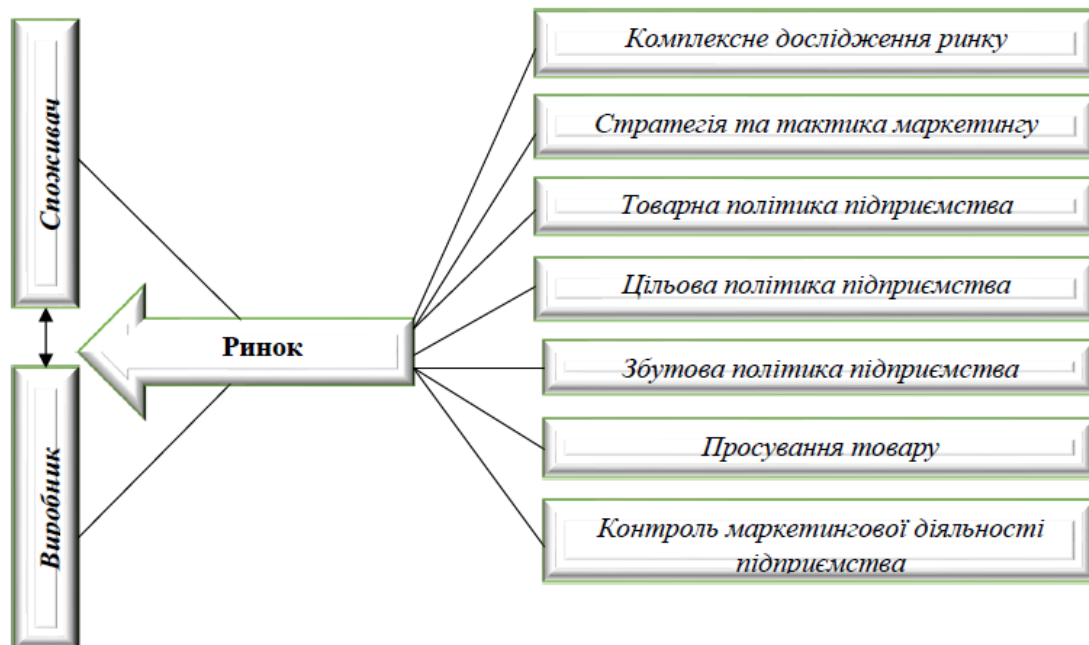 Споживач
Виробник
Ринок
Комплексне дослідження ринку
Стратегія та тактика маркетингу
Товарна політика підприємства
Цільова політика підприємства
Збутова політика підприємства
Просування товару
Контроль маркетингової діяльності
підприємства